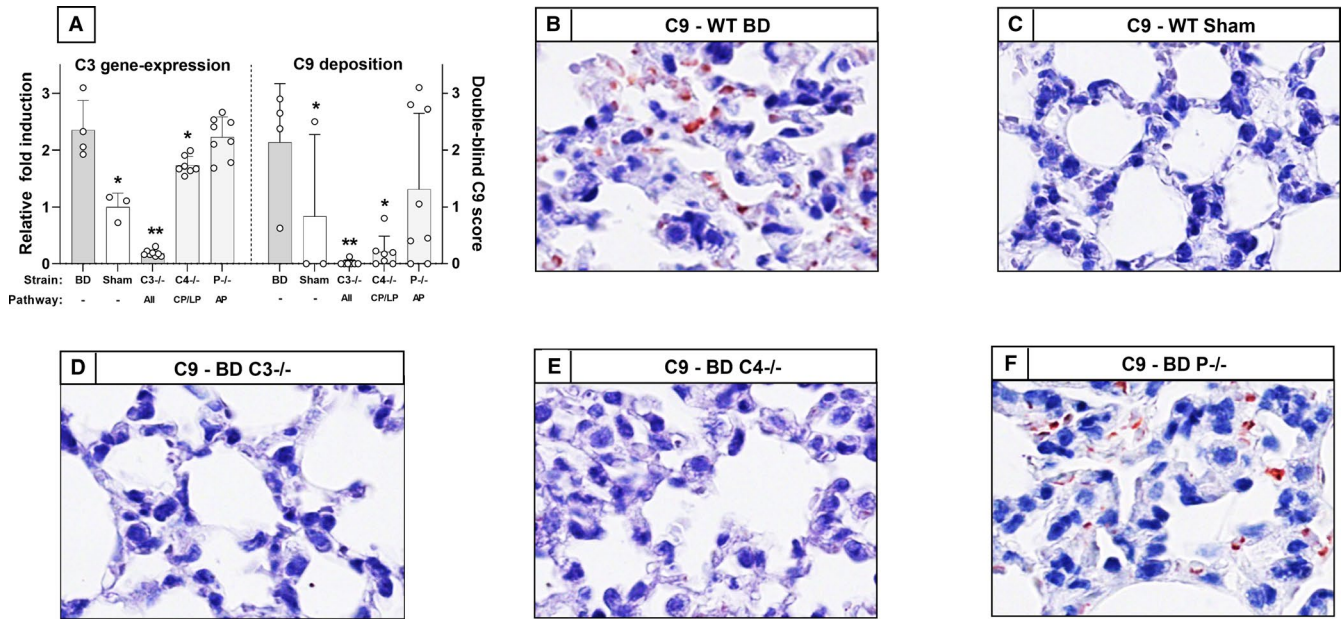 A
C3 gene-expression
C9 deposition
Relative fold induction
3
2
1
0
* ** * * ** *
3
2
1
0
Double-blind C9 score
Strain: BD Sham C3-/- C4-/- P-/- BD Sham C3-/- C4-/- P-/-
Pathway: - - All CP/LP AP - - All CP/LP AP
B C9 - WT BD
C C9 - WT Sham
D C9 - BD C3-/-
E C9 - BD C4-/-
F C9 - BD P-/-